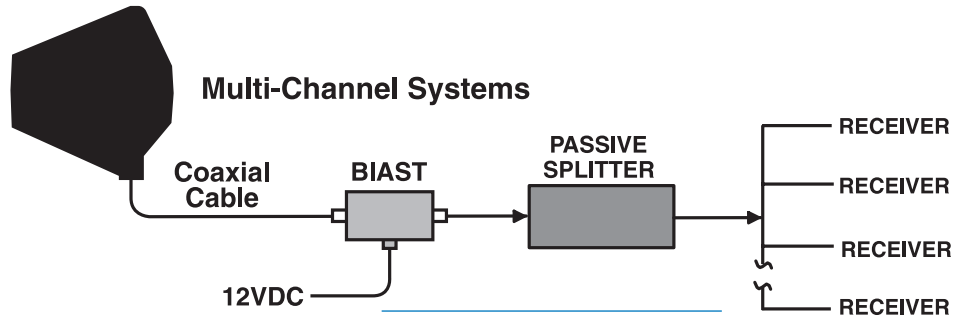 Multi-Channel Systems
Coaxial
Cable
BIAST
PASSIVE
SPLITTER
12VDC
RECEIVER
RECEIVER
RECEIVER
RECEIVER